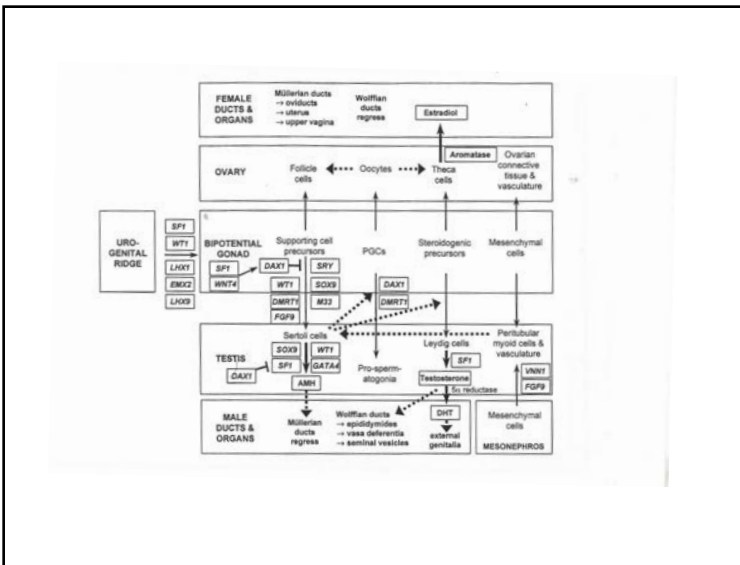 FEMALE
DUCTS &
ORGANS
Müllerian ducts
→ oviducts
→ uterus
→ upper vagina
Wolffian
ducts
regress
Estradiol
Aromatase
OVARY
Follicle
cells
Oocytes
Theca
cells
Ovarian
connective
tissue &
vasculature
URO-
GENITAL
RIDGE
SF1
WT1
LHX1
EMX2
LHX9
BIPOTENTIAL
GONAD
SF1
WNT4
DAX1
Supporting cell
precursors
SRY
SOX9
M33
WT1
DMRT1
FGF9
PGCs
DAX1
DMRT1
Steroidogenic
precursors
Mesenchymal
cells
TESTIS
DAX1
Sertoli cells
SOX9
SF1
WT1
GATA4
AMH
Pro-sperm-
atogonia
Leydig cells
SF1
Testosterone
5α reductase
Peritubular
myoid cells &
vasculature
VNN1
FGF9
MALE
DUCTS &
ORGANS
Müllerian
ducts
regress
Wolffian ducts
→ epididymides
→ vasa deferentia
→ seminal vesicles
DHT
external
genitalia
Mesenchymal
cells
MESONEPHROS